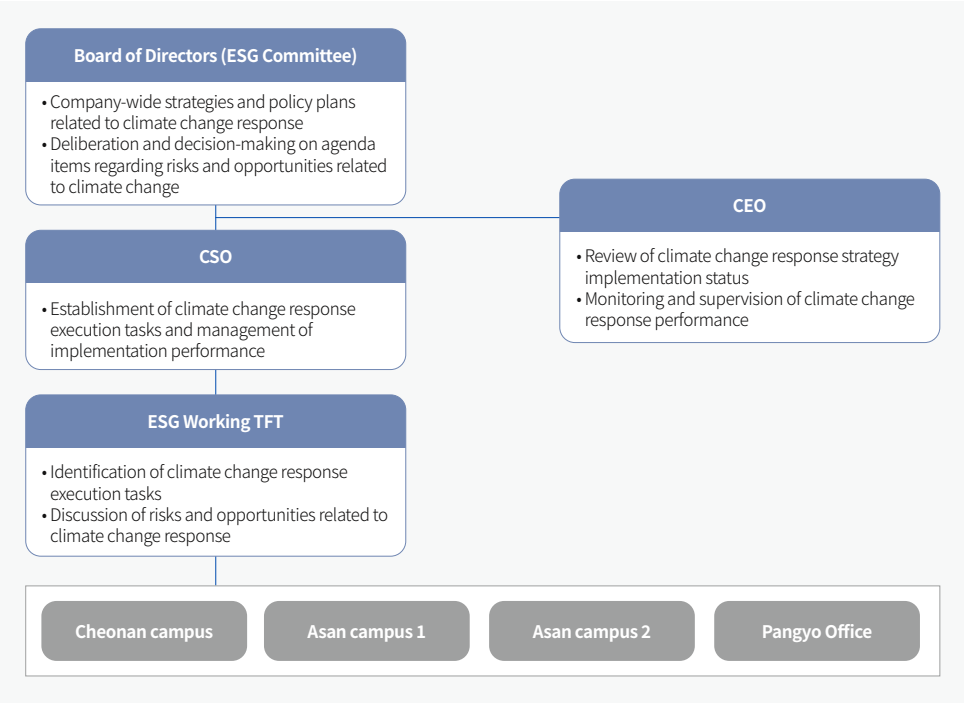 Board of Directors (ESG Committee)
• Company-wide strategies and policy plans
related to climate change response
• Deliberation and decision-making on agenda
items regarding risks and opportunities related
to climate change
CEO
• Review of climate change response strategy
implementation status
• Monitoring and supervision of climate change
response performance
CSO
• Establishment of climate change response
execution tasks and management of
implementation performance
ESG Working TFT
• Identification of climate change response
execution tasks
• Discussion of risks and opportunities related to
climate change response
Cheonan campus
Asan campus 1
Asan campus 2
Pangyo Office